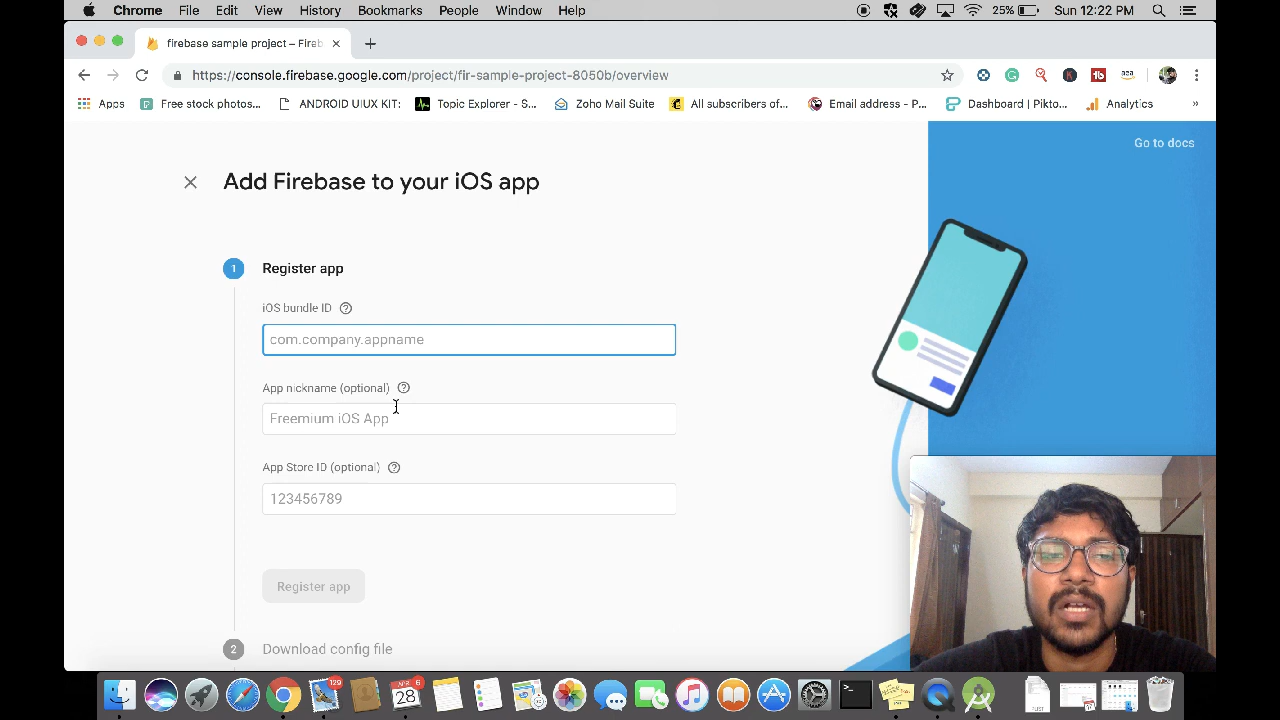 Chrome File Edit View History Bookmarks People Window Help 25% Sun 12:22 PM
firebase sample project – Fireb
https://console.firebase.google.com/project/fir-sample-project-8050b/overview
Apps Free stock photos... ANDROID UIUX KIT: Topic Explorer - S... Zoho Mail Suite All subscribers of... Email address - P... Dashboard | Pikto... Analytics »
Go to docs
Add Firebase to your iOS app
1 Register app
iOS bundle ID
com.company.appname
App nickname (optional)
Freemium iOS App
App Store ID (optional)
123456789
Register app
2 Download config file
129
28